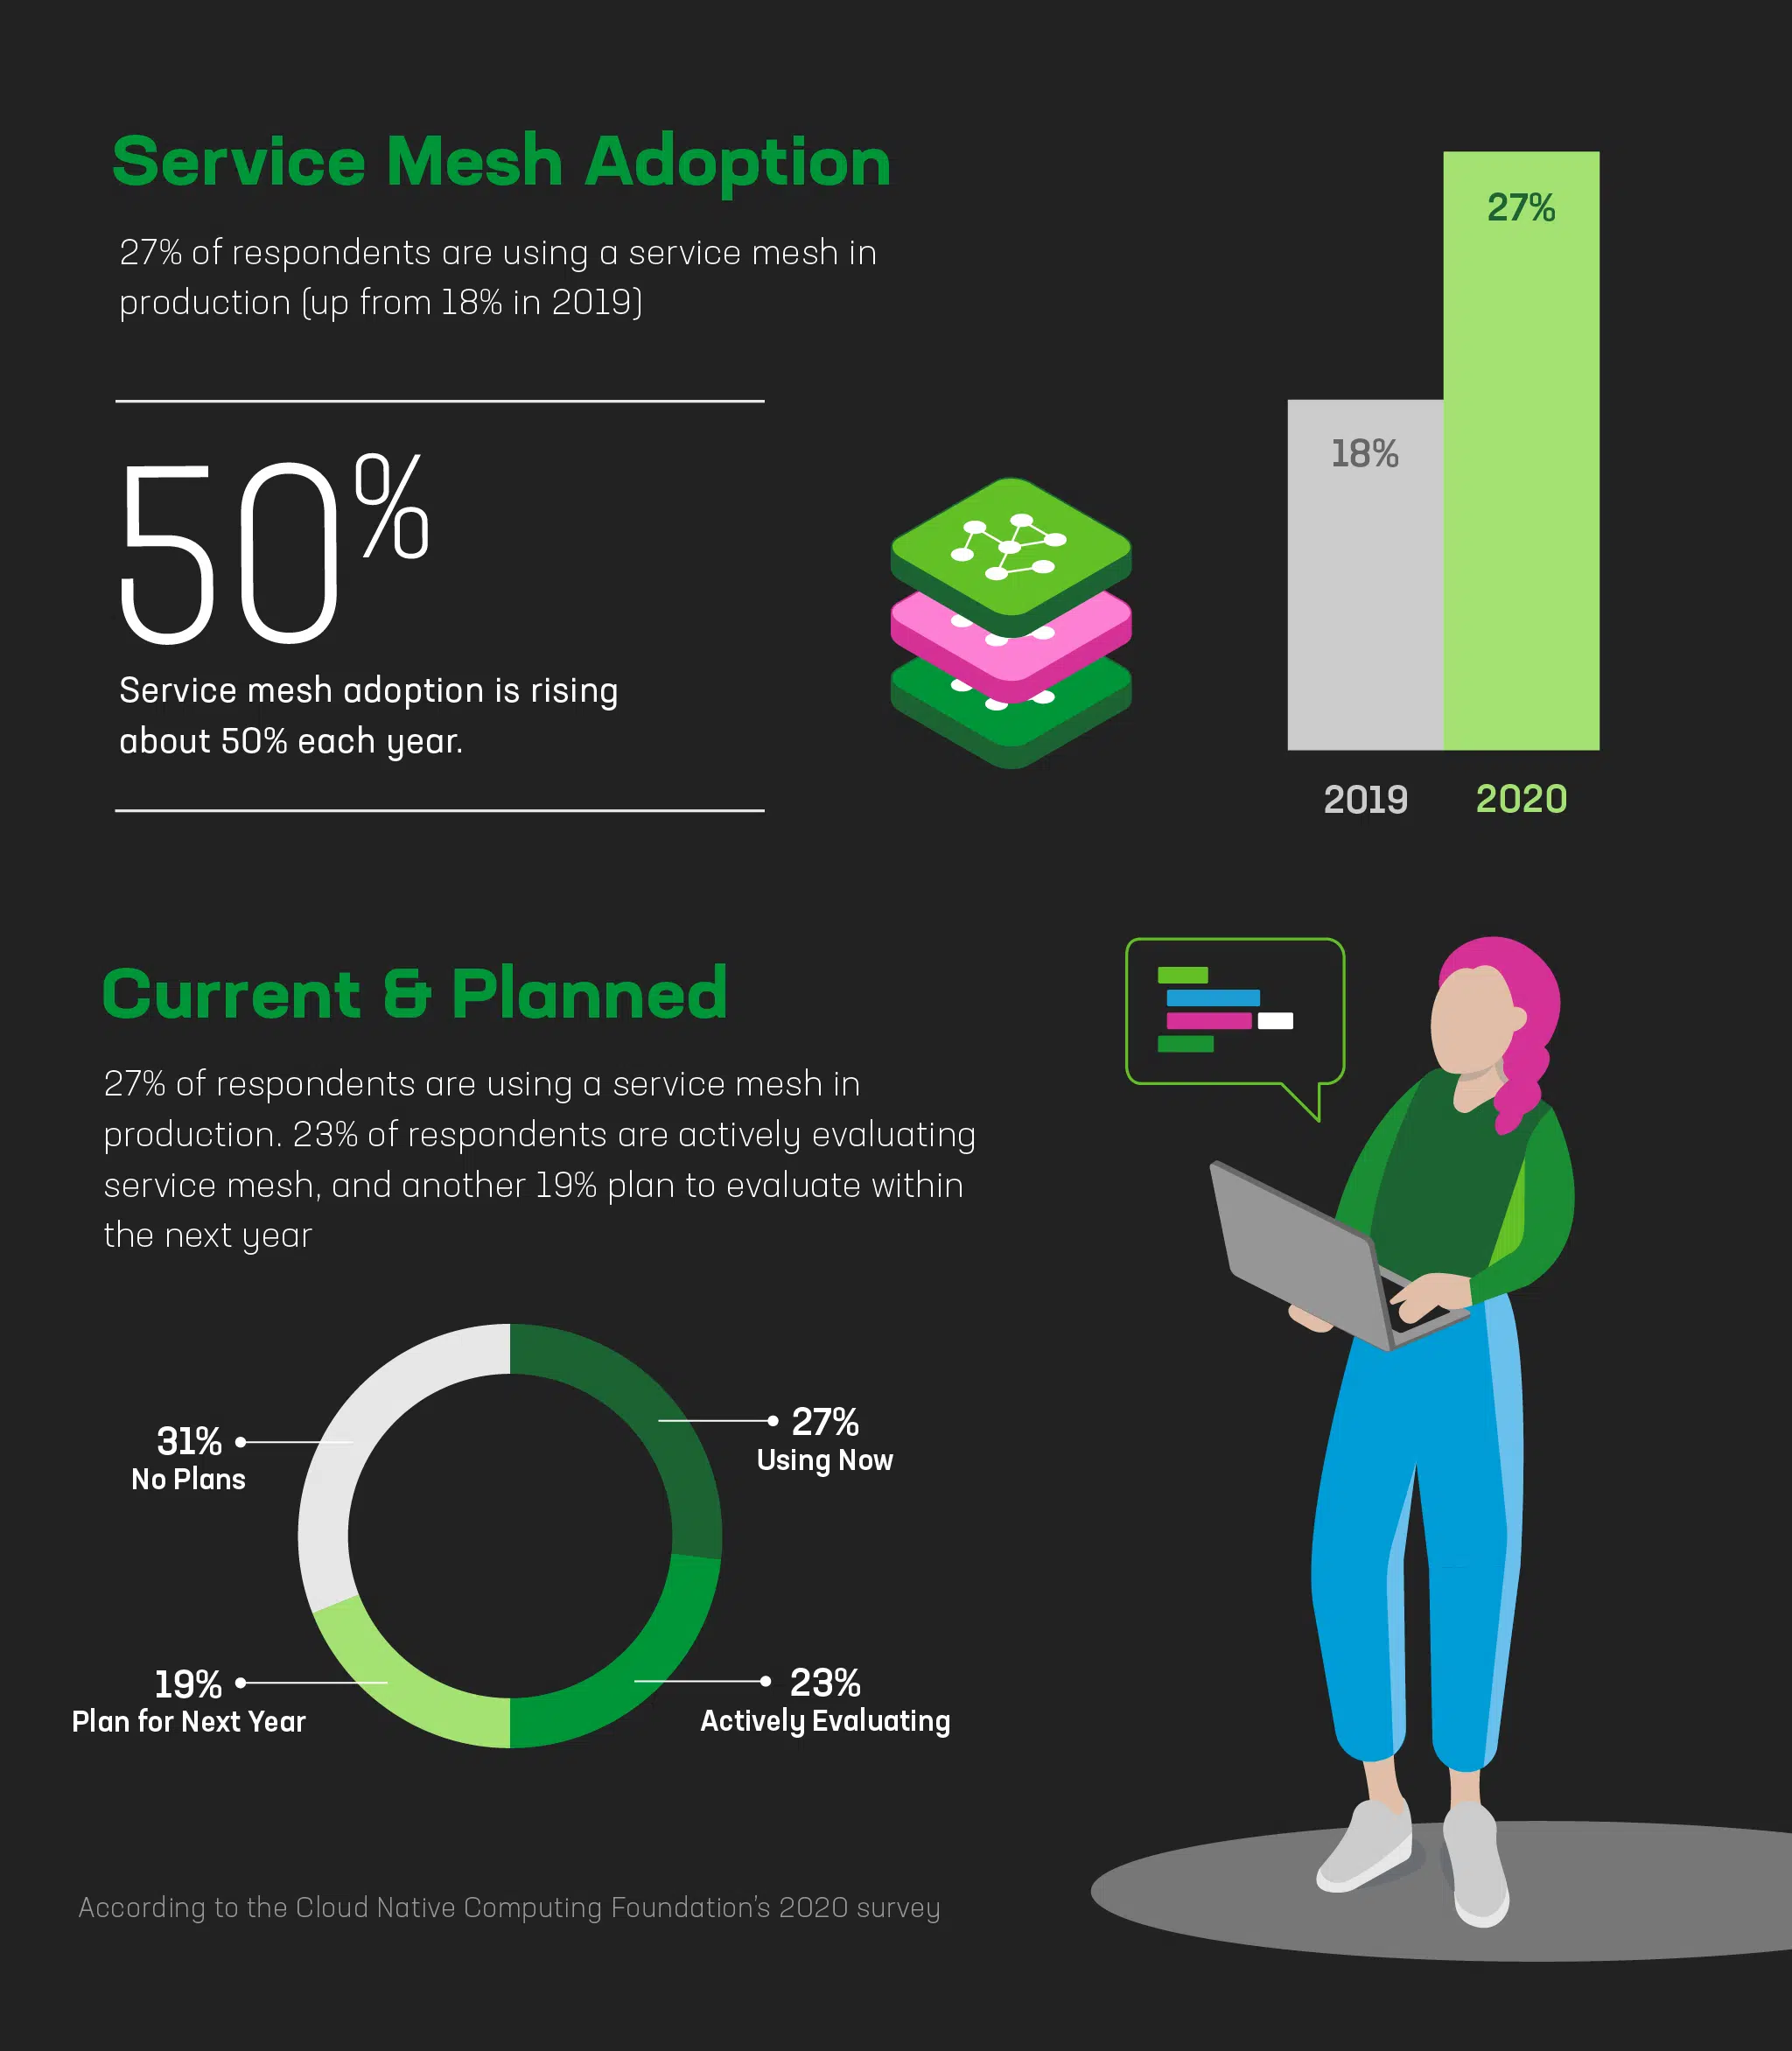 Service Mesh Adoption
27% of respondents are using a service mesh in
production (up from 18% in 2019)
50%
Service mesh adoption is rising
about 50% each year.
27%
18%
2019
2020
Current & Planned
27% of respondents are using a service mesh in
production. 23% of respondents are actively evaluating
service mesh, and another 19% plan to evaluate within
the next year
31%
No Plans
27%
Using Now
19%
Plan for Next Year
23%
Actively Evaluating
According to the Cloud Native Computing Foundation's 2020 survey